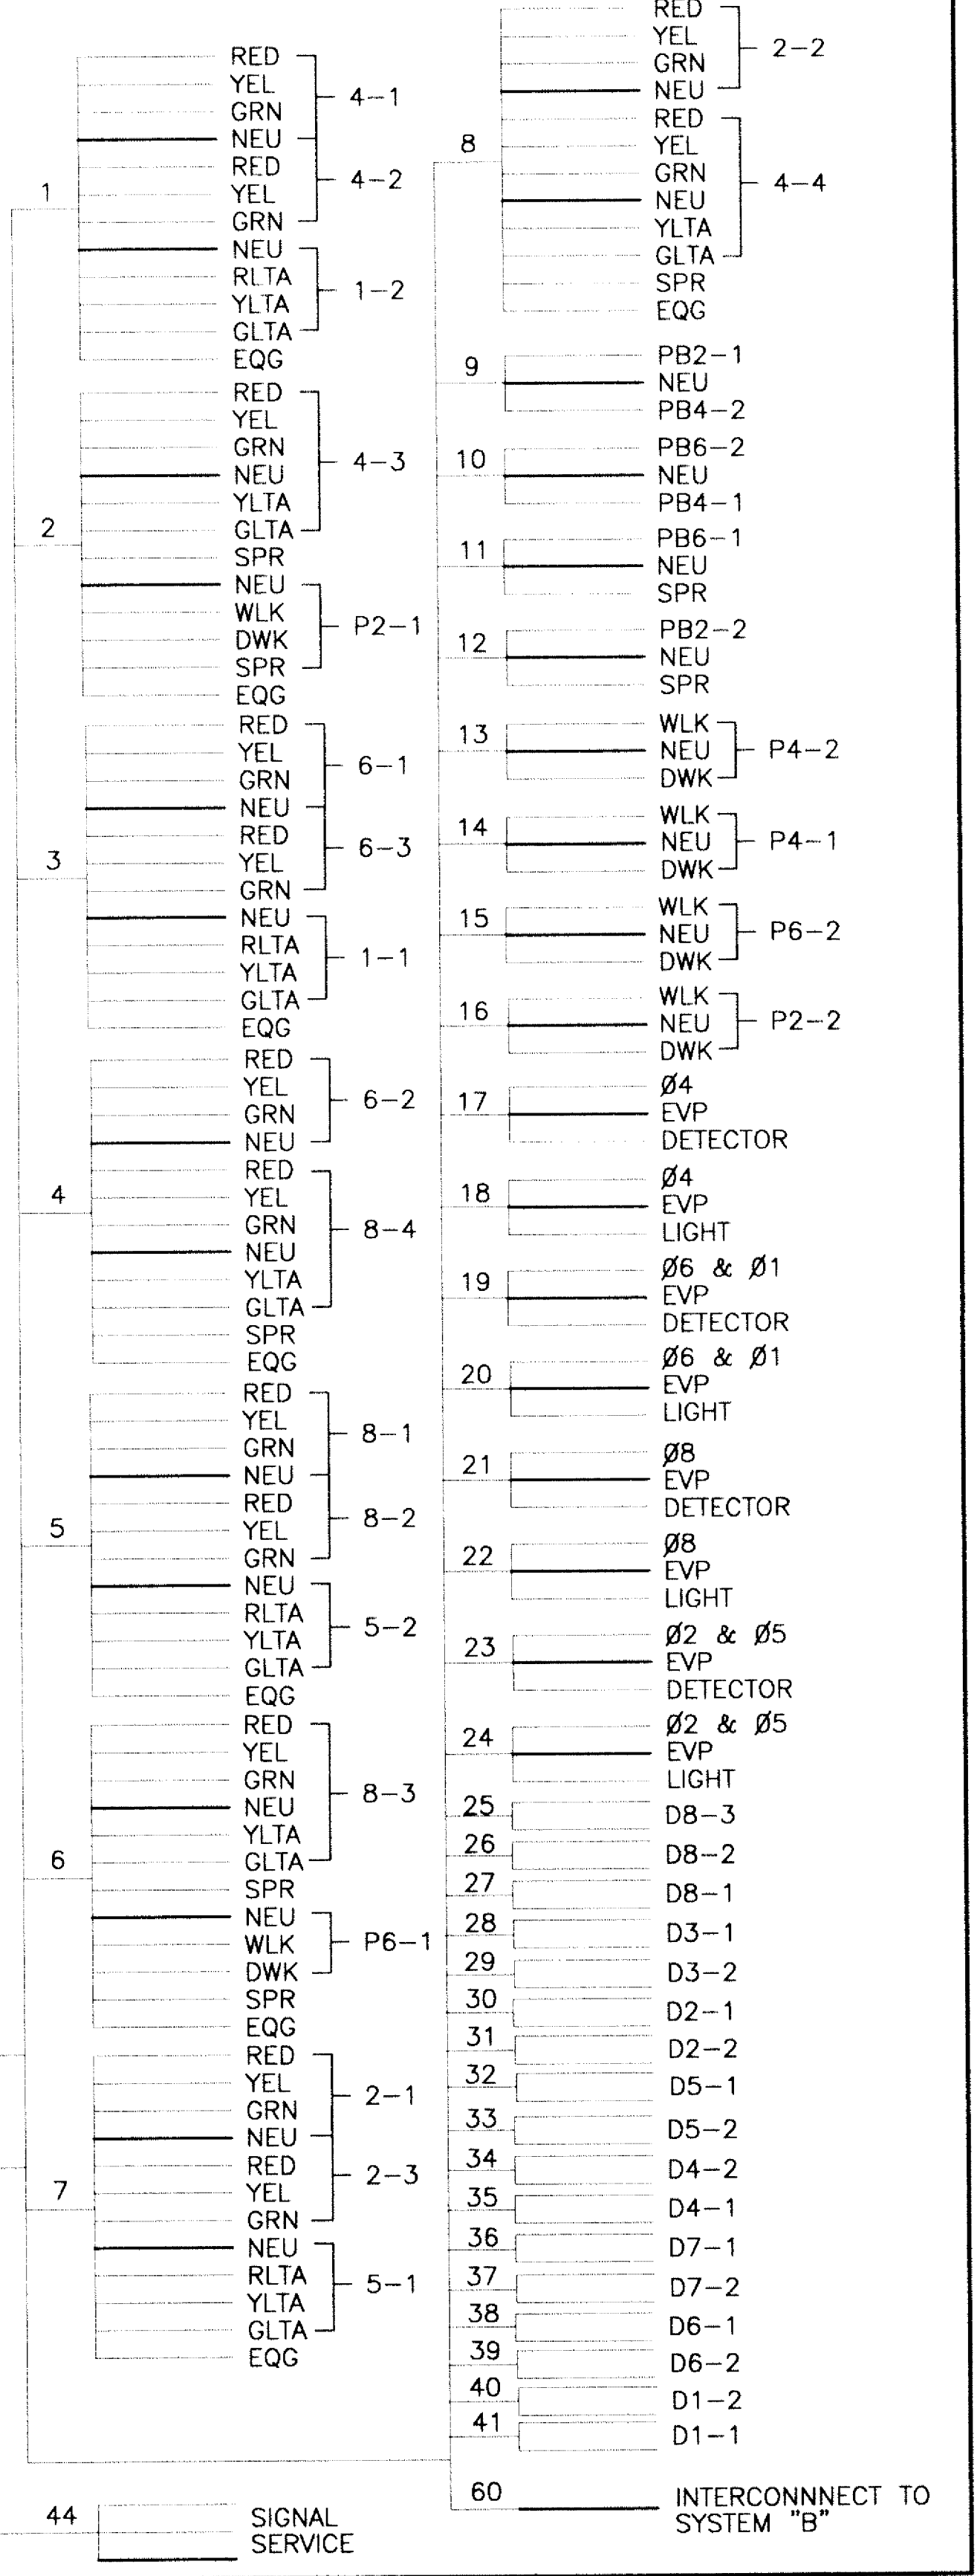 1
RED
YEL
GRN
NEU
4-1
RED
YEL
GRN
4-2
NEU
RLTA
YLTA
GLTA
1-2
EQG
2
RED
YEL
GRN
NEU
YLTA
GLTA
4-3
SPR
NEU
WLK
DWK
SPR
P2-1
EQG
3
RED
YEL
GRN
NEU
6-1
RED
YEL
GRN
6-3
NEU
RLTA
YLTA
GLTA
1-1
EQG
4
RED
YEL
GRN
NEU
6-2
RED
YEL
GRN
NEU
YLTA
GLTA
8-4
SPR
EQG
5
RED
YEL
GRN
NEU
8-1
RED
YEL
GRN
8-2
NEU
RLTA
YLTA
GLTA
5-2
EQG
6
RED
YEL
GRN
NEU
YLTA
GLTA
8-3
SPR
NEU
WLK
DWK
P6-1
SPR
EQG
7
RED
YEL
GRN
NEU
2-1
RED
YEL
GRN
2-3
NEU
RLTA
YLTA
GLTA
5-1
EQG
44
SIGNAL
SERVICE
8
RED
YEL
GRN
NEU
2-2
RED
YEL
GRN
NEU
YLTA
GLTA
4-4
SPR
EQG
9
PB2-1
NEU
PB4-2
10
PB6-2
NEU
PB4-1
11
PB6-1
NEU
SPR
12
PB2-2
NEU
SPR
13
WLK
NEU
DWK
P4-2
14
WLK
NEU
DWK
P4-1
15
WLK
NEU
DWK
P6-2
16
WLK
NEU
DWK
P2-2
17
Ø4
EVP
DETECTOR
18
Ø4
EVP
LIGHT
19
Ø6 & Ø1
EVP
DETECTOR
20
Ø6 & Ø1
EVP
LIGHT
21
Ø8
EVP
DETECTOR
22
Ø8
EVP
LIGHT
23
Ø2 & Ø5
EVP
DETECTOR
24
Ø2 & Ø5
EVP
LIGHT
25 D8-3
26 D8-2
27 D8-1
28 D3-1
29 D3-2
30 D2-1
31 D2-2
32 D5-1
33 D5-2
34 D4-2
35 D4-1
36 D7-1
37 D7-2
38 D6-1
39 D6-2
40 D1-2
41 D1-1
60 INTERCONNNECT TO
SYSTEM "B"